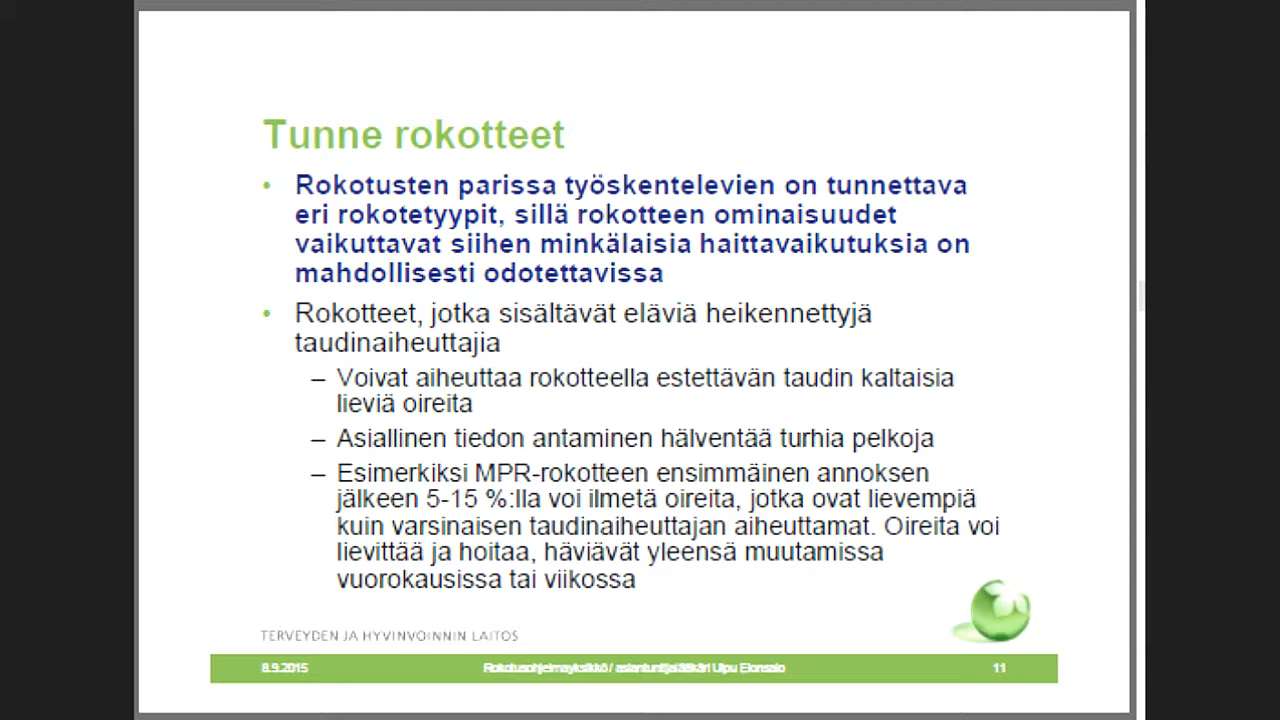 Tunne rokotteet
• Rokotusten parissa työskentelevien on tunnettava
eri rokotetyypit, sillä rokotteen ominaisuudet
vaikuttavat siihen minkälaisia haittavaikutuksia on
mahdollisesti odotettavissa
• Rokotteet, jotka sisältävät eläviä heikennettyjä
taudinaiheuttajia
– Voivat aiheuttaa rokotteella estettävän taudin kaltaisia
lieviä oireita
– Asiallinen tiedon antaminen hälventää turhia pelkoja
– Esimerkiksi MPR-rokotteen ensimmäinen annoksen
jälkeen 5-15 %:lla voi ilmetä oireita, jotka ovat lievempiä
kuin varsinaisen taudinaiheuttajan aiheuttamat. Oireita voi
lievittää ja hoitaa, häviävät yleensä muutamissa
vuorokausissa tai viikossa
TERVEYDEN JA HYVINVOINNIN LAITOS
8.9.2015
/ Ulpu Elonsalo
11